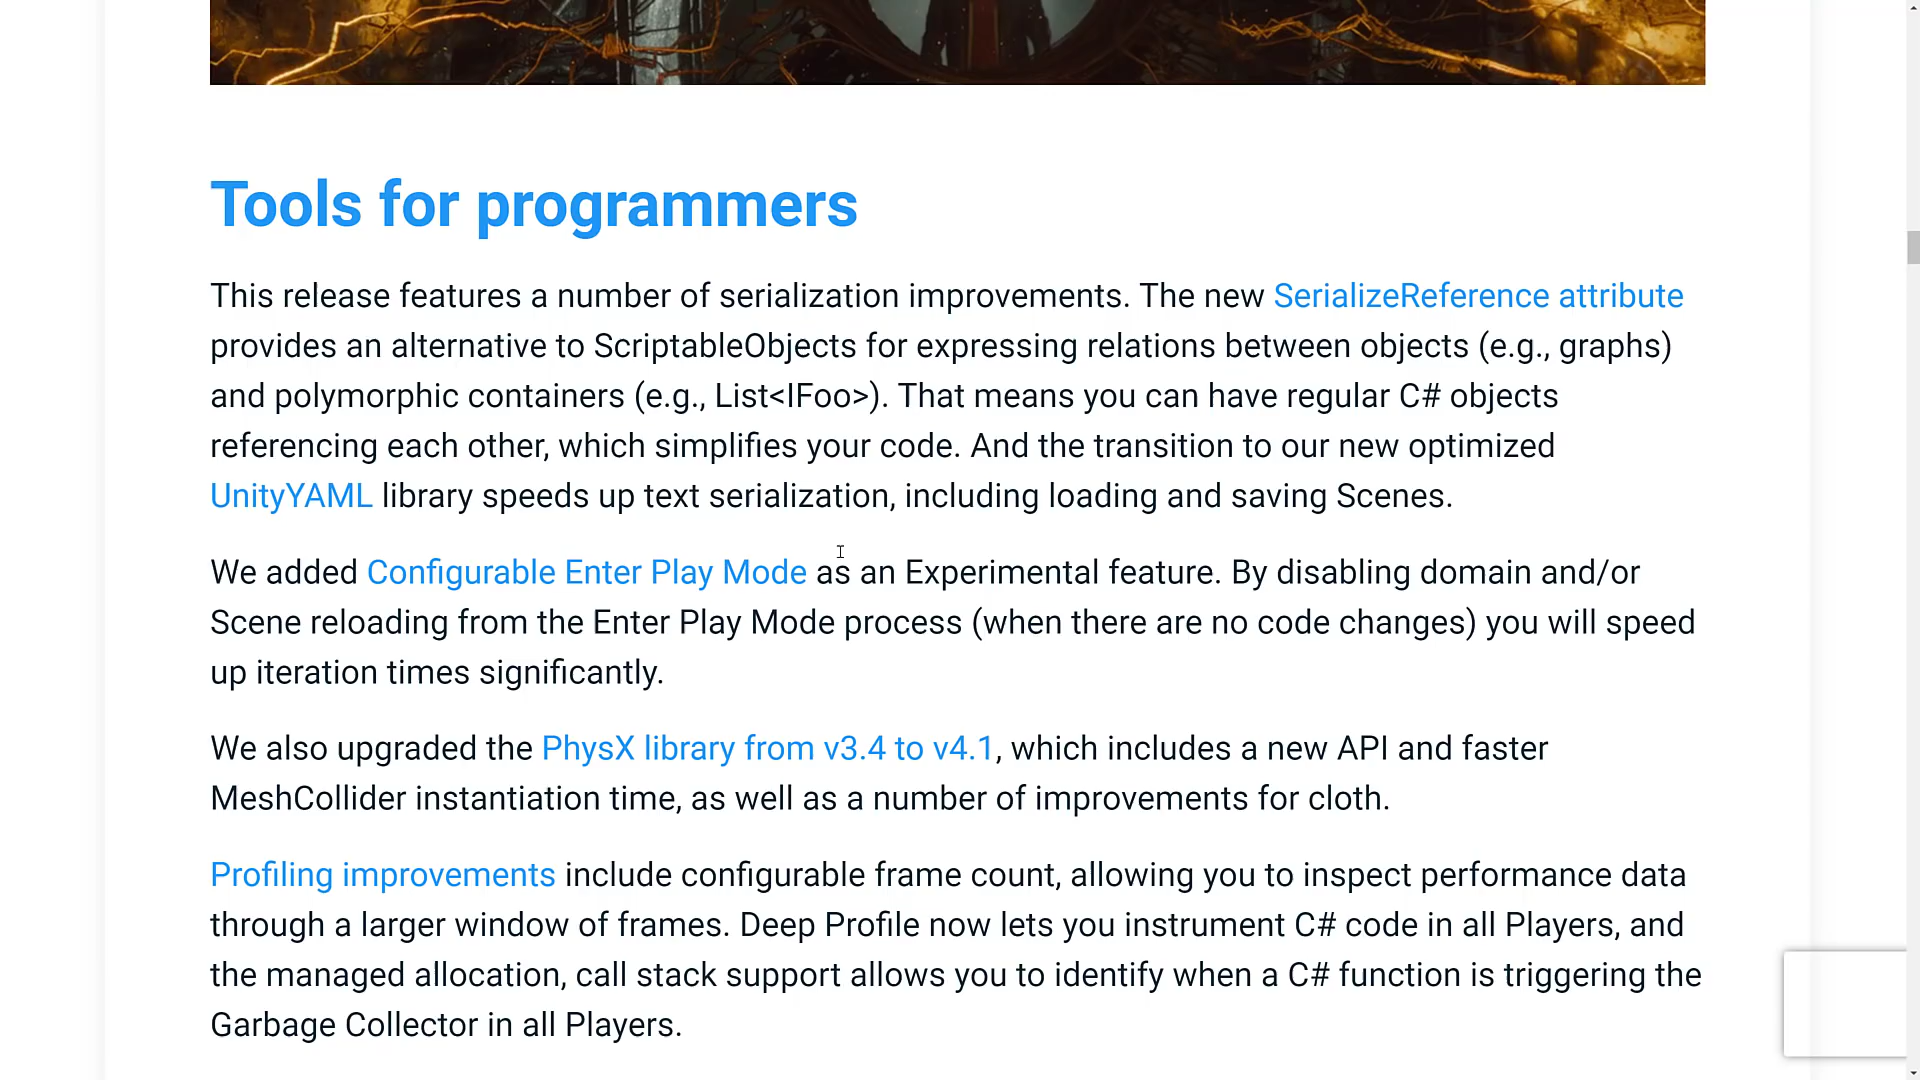 Tools for programmers
This release features a number of serialization improvements. The new SerializeReference attribute
provides an alternative to ScriptableObjects for expressing relations between objects (e.g., graphs)
and polymorphic containers (e.g., List<IFoo>). That means you can have regular C# objects
referencing each other, which simplifies your code. And the transition to our new optimized
UnityYAML library speeds up text serialization, including loading and saving Scenes.
We added Configurable Enter Play Mode as an Experimental feature. By disabling domain and/or
Scene reloading from the Enter Play Mode process (when there are no code changes) you will speed
up iteration times significantly.
We also upgraded the PhysX library from v3.4 to v4.1, which includes a new API and faster
MeshCollider instantiation time, as well as a number of improvements for cloth.
Profiling improvements include configurable frame count, allowing you to inspect performance data
through a larger window of frames. Deep Profile now lets you instrument C# code in all Players, and
the managed allocation, call stack support allows you to identify when a C# function is triggering the
Garbage Collector in all Players.